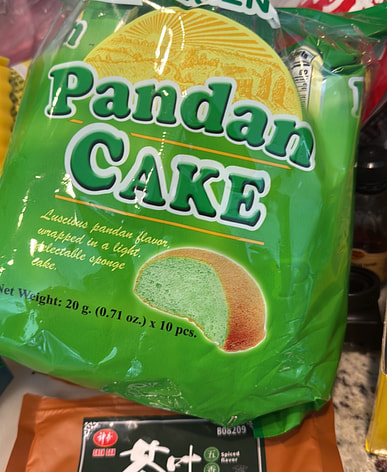 Pandan
CAKE
Luscious pandan flavor,
wrapped in a light,
delectable sponge
cake.
Net Weight: 20 g. (0.71 oz.) x 10 pcs.
B08209
Spiced
flavor